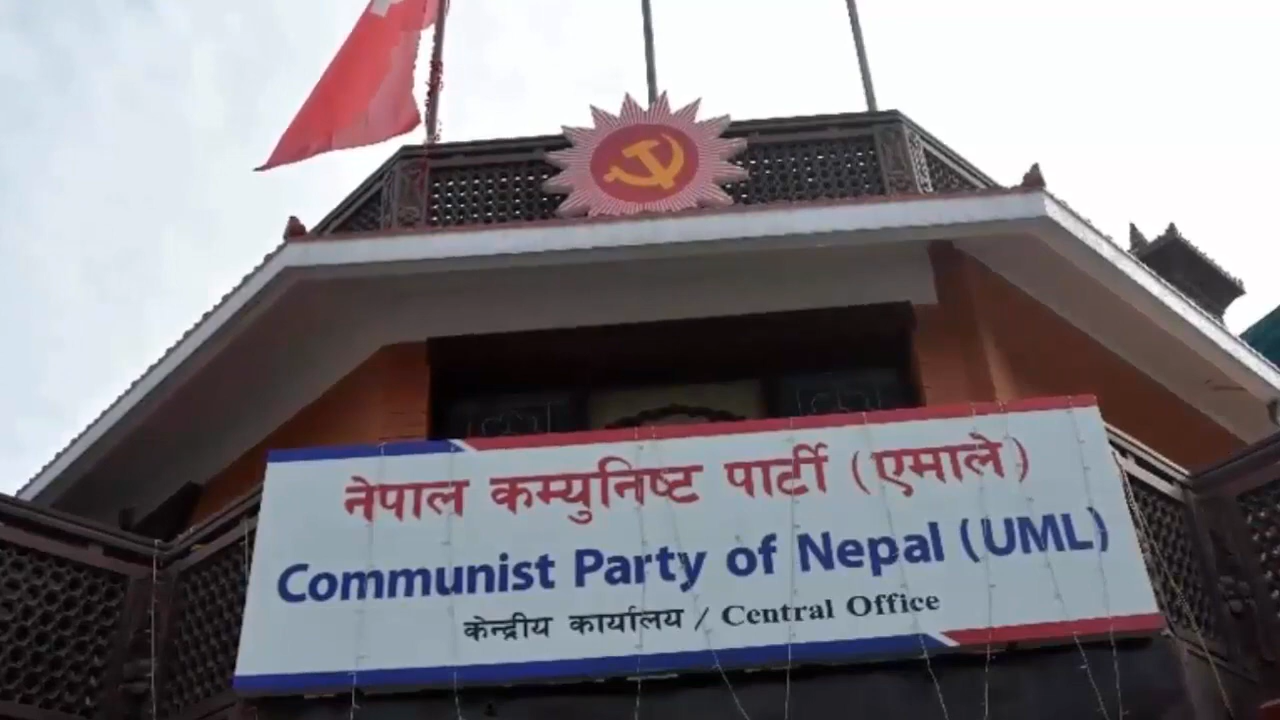 नेपाल कम्युनिष्ट पार्टी (एमाले)
Communist Party of Nepal (UML)
केन्द्रीय कार्यालय / Central Office